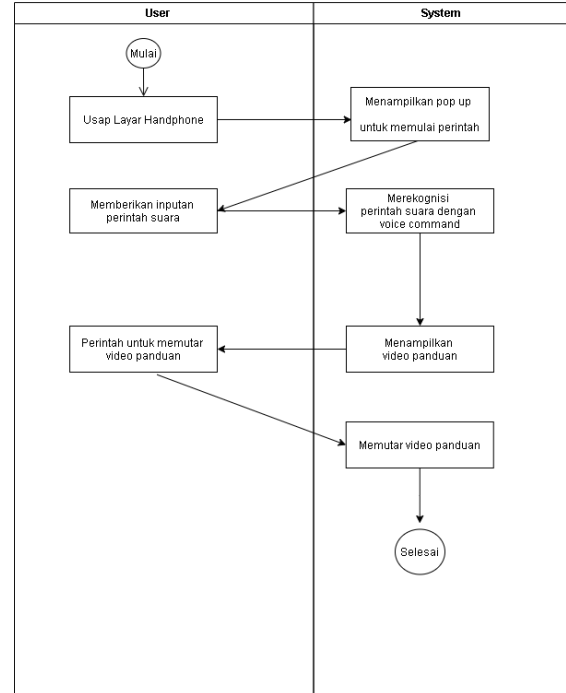 User
System
Mulai
Usap Layar Handphone
Menampilkan pop up
untuk memulai perintah
Memberikan inputan
perintah suara
Merekognisi
perintah suara dengan
voice command
Perintah untuk memutar
video panduan
Menampilkan
video panduan
Memutar video panduan
Selesai